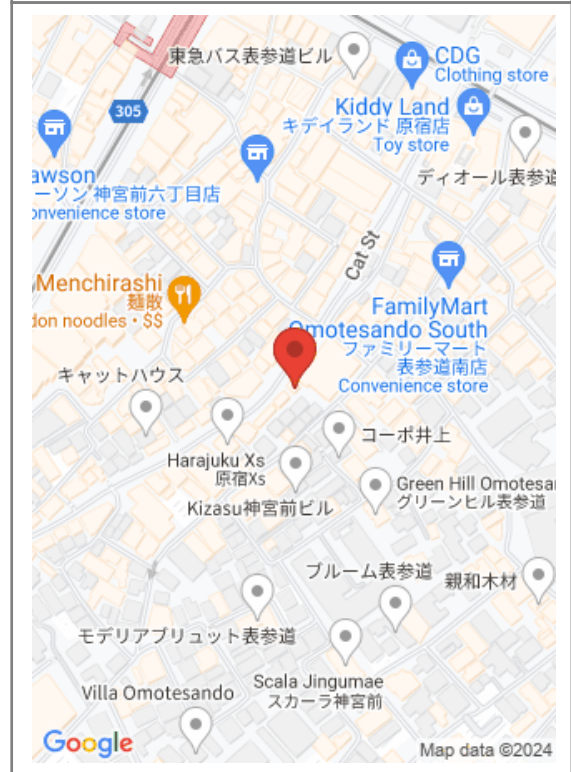 東急バス表参道ビル
CDG
Clothing store
305
Kiddy Land
キデイランド 原宿店
Toy store
awson
ーソン 神宮前六丁目店
onvenience store
ディオール表参道
Cat St
Menchirashi
麺散
don noodles・$$
FamilyMart
Omotesando South
ファミリーマート
表参道南店
Convenience store
キャットハウス
コーポ井上
Harajuku Xs
原宿Xs
Kizasu神宮前ビル
Green Hill Omotesan
グリーンヒル表参道
ブルーム表参道
親和木材
モデリアブリュット表参道
Scala Jingumae
スカーラ神宮前
Villa Omotesando
Google
Map data ©2024